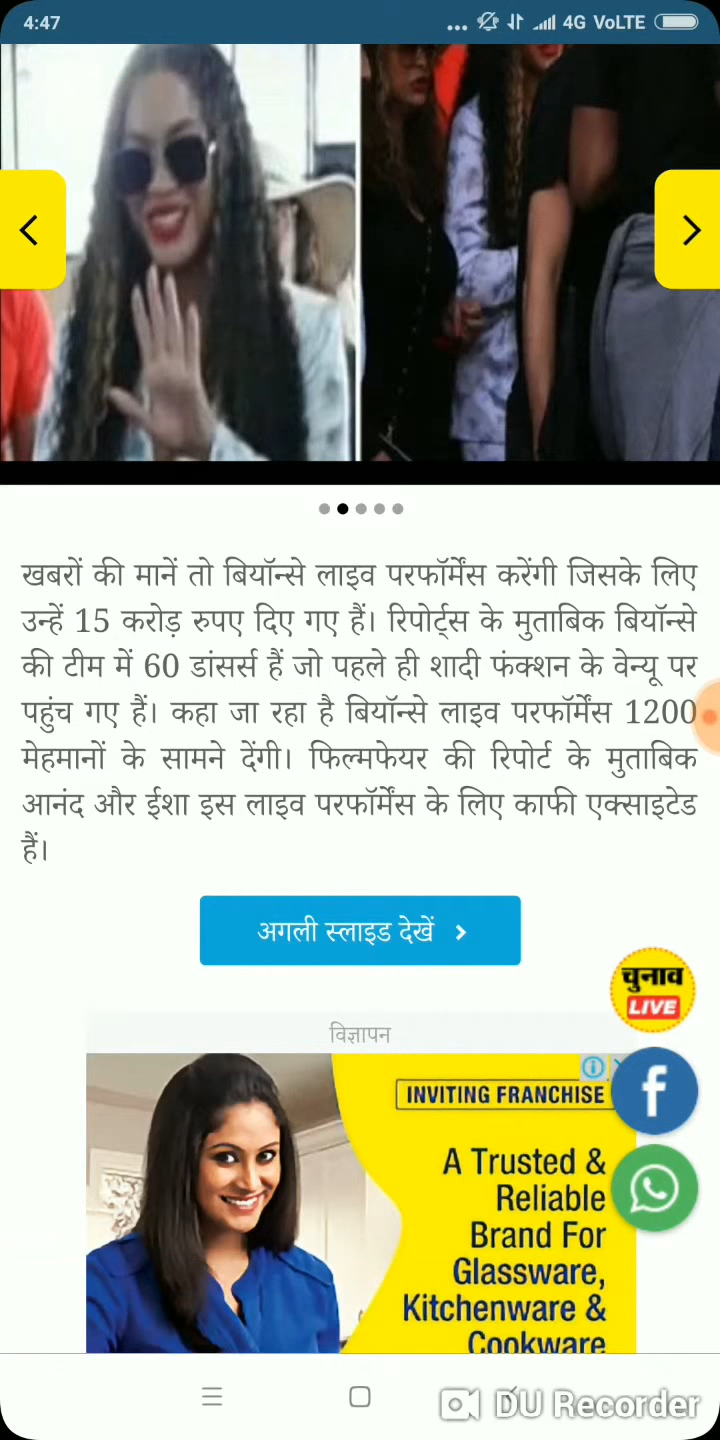 4:47
... 4G VoLTE
खबरों की मानें तो बियॉन्से लाइव परफॉर्मेंस करेंगी जिसके लिए
उन्हें 15 करोड़ रुपए दिए गए हैं। रिपोर्ट्स के मुताबिक बियॉन्से
की टीम में 60 डांसर्स हैं जो पहले ही शादी फंक्शन के वेन्यू पर
पहुंच गए हैं। कहा जा रहा है बियॉन्से लाइव परफॉर्मेंस 1200
मेहमानों के सामने देंगी। फिल्मफेयर की रिपोर्ट के मुताबिक
आनंद और ईशा इस लाइव परफॉर्मेंस के लिए काफी एक्साइटेड
हैं।
अगली स्लाइड देखें
चुनाव
LIVE
विज्ञापन
INVITING FRANCHISE
A Trusted &
Reliable
Brand For
Glassware,
Kitchenware &
Cookware
DU Recorder